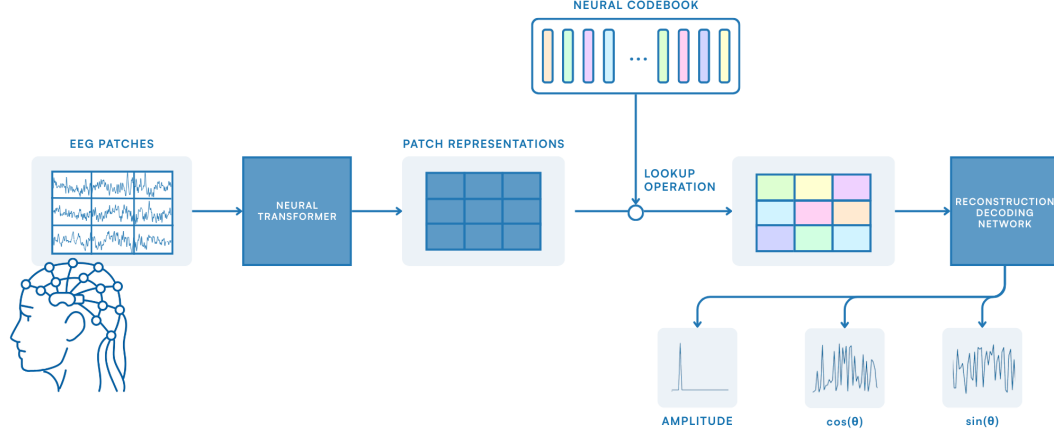 NEURAL CODEBOOK
EEG PATCHES
PATCH REPRESENTATIONS
LOOKUP
OPERATION
NEURAL
TRANSFORMER
RECONSTRUCTION
DECODING
NETWORK
AMPLITUDE
cos(θ)
sin(θ)